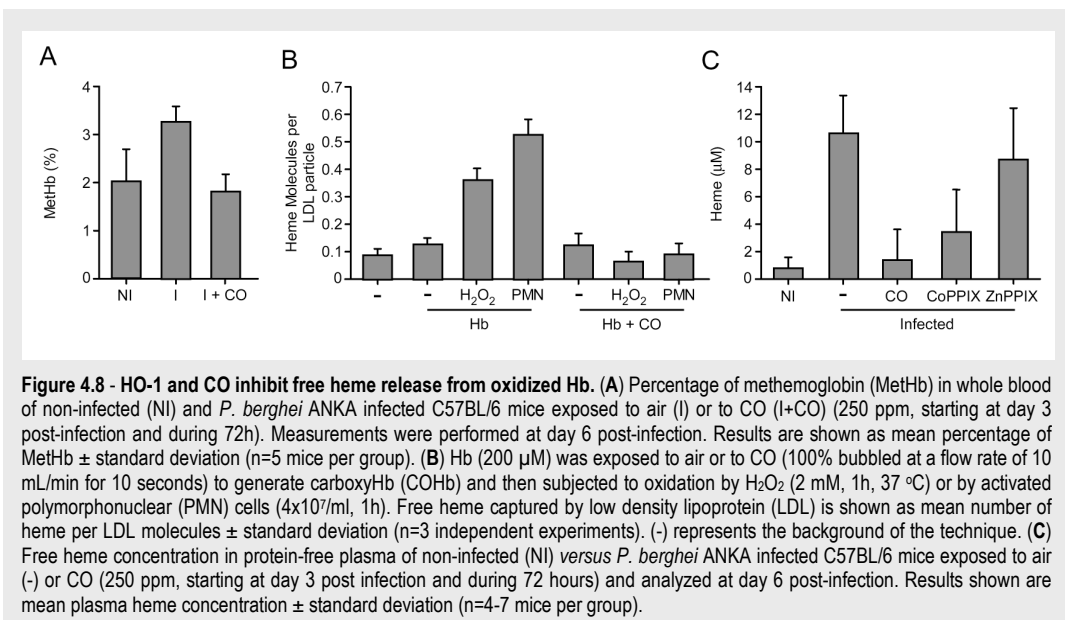 A
B
C
4
3
2
1
0
MetHb (%)
NI I I + CO
0.7
0.6
0.5
0.4
0.3
0.2
0.1
0
Heme Molecules per
LDL particle
- - H₂O₂ PMN - H₂O₂ PMN
Hb Hb + CO
14
12
10
8
6
4
2
0
Heme (μM)
NI - CO CoPPIX ZnPPIX
Infected
Figure 4.8 - HO-1 and CO inhibit free heme release from oxidized Hb. (A) Percentage of methemoglobin (MetHb) in whole blood
of non-infected (NI) and P. berghei ANKA infected C57BL/6 mice exposed to air (I) or to CO (I+CO) (250 ppm, starting at day 3
post-infection and during 72h). Measurements were performed at day 6 post-infection. Results are shown as mean percentage of
MetHb ± standard deviation (n=5 mice per group). (B) Hb (200 µM) was exposed to air or to CO (100% bubbled at a flow rate of 10
mL/min for 10 seconds) to generate carboxyHb (COHb) and then subjected to oxidation by H₂O₂ (2 mM, 1h, 37 ºC) or by activated
polymorphonuclear (PMN) cells (4x10⁷/ml, 1h). Free heme captured by low density lipoprotein (LDL) is shown as mean number of
heme per LDL molecules ± standard deviation (n=3 independent experiments). (-) represents the background of the technique. (C)
Free heme concentration in protein-free plasma of non-infected (NI) versus P. berghei ANKA infected C57BL/6 mice exposed to air
(-) or CO (250 ppm, starting at day 3 post infection and during 72 hours) and analyzed at day 6 post-infection. Results shown are
mean plasma heme concentration ± standard deviation (n=4-7 mice per group).